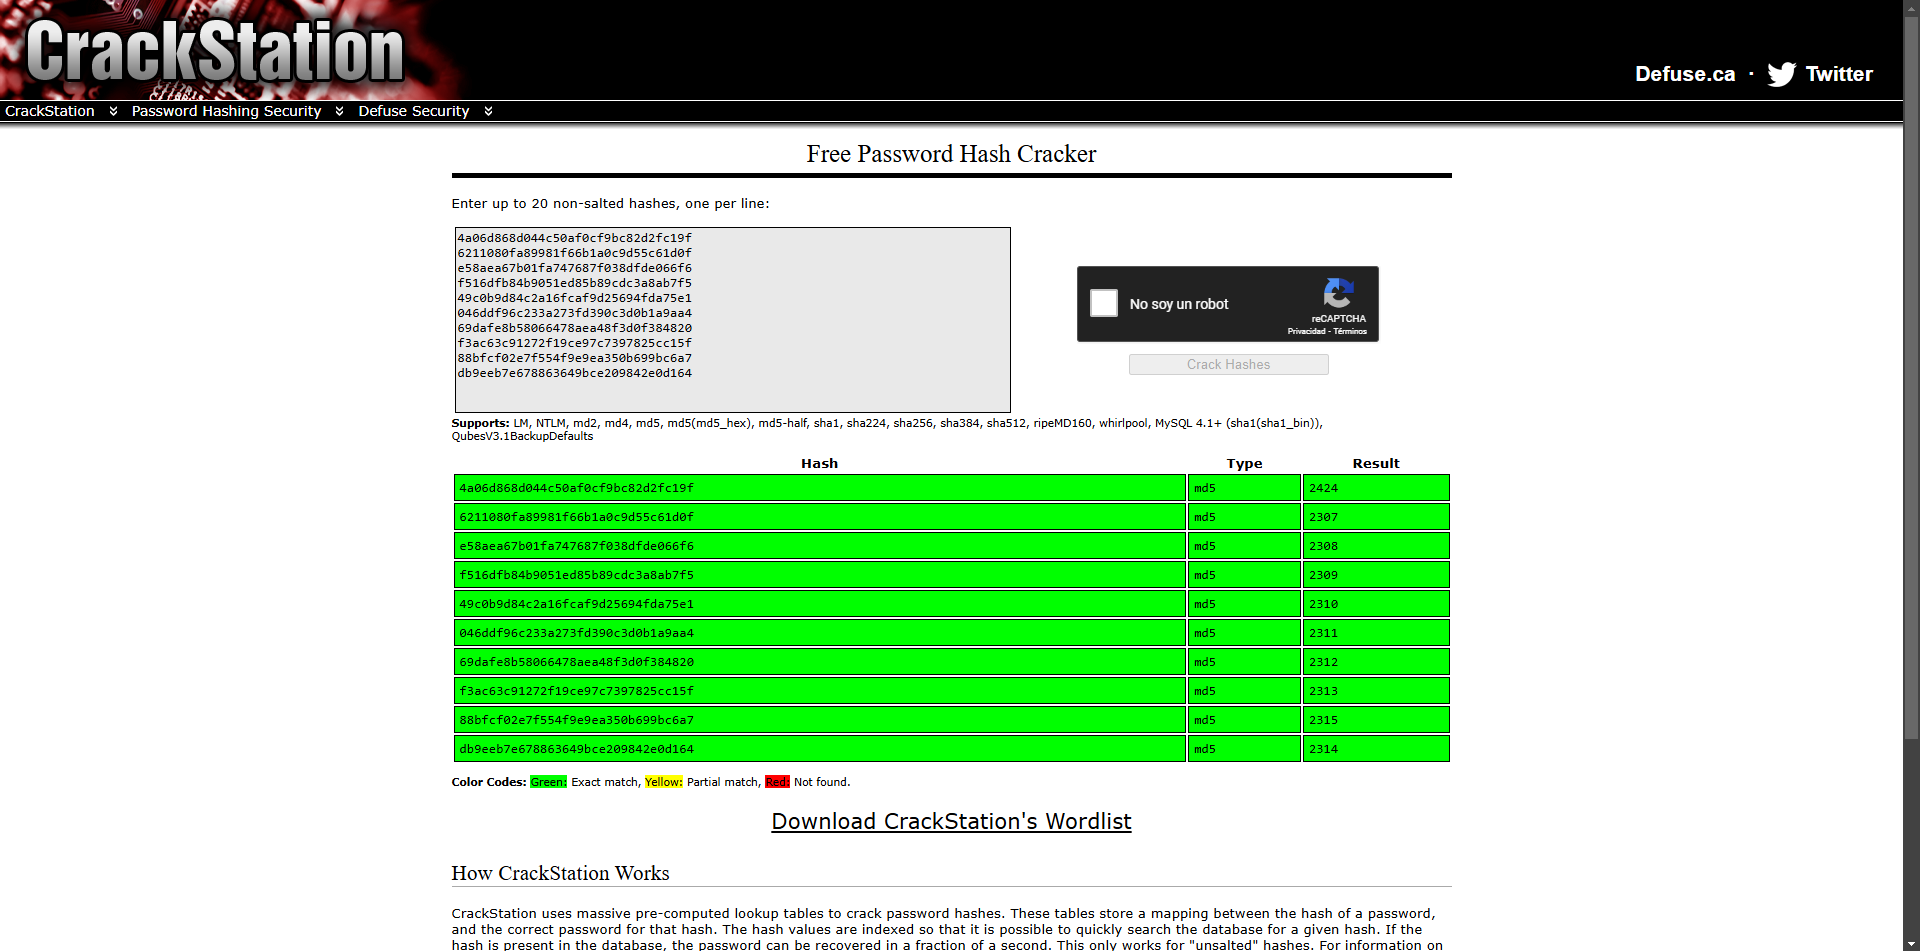 CrackStation
Defuse.ca · Twitter
CrackStation Password Hashing Security Defuse Security
Free Password Hash Cracker
Enter up to 20 non-salted hashes, one per line:
4a06d868d044c50af0cf9bc82d2fc19f
6211080fa89981f66b1a0c9d55c61d0f
e58aea67b01fa747687f038dfde066f6
f516dfb84b9051ed85b89cdc3a8ab7f5
49c0b9d84c2a16fcaf9d25694fda75e1
046ddf96c233a273fd390c3d0b1a9aa4
69dafe8b58066478aea48f3d0f384820
f3ac63c91272f19ce97c7397825cc15f
88bfcf02e7f554f9e9ea350b699bc6a7
db9eeb7e678863649bce209842e0d164
No soy un robot
reCAPTCHA
Privacidad - Términos
Crack Hashes
Supports: LM, NTLM, md2, md4, md5, md5(md5_hex), md5-half, sha1, sha224, sha256, sha384, sha512, ripeMD160, whirlpool, MySQL 4.1+ (sha1(sha1_bin)),
QubesV3.1BackupDefaults
Hash Type Result
4a06d868d044c50af0cf9bc82d2fc19f md5 2424
6211080fa89981f66b1a0c9d55c61d0f md5 2307
e58aea67b01fa747687f038dfde066f6 md5 2308
f516dfb84b9051ed85b89cdc3a8ab7f5 md5 2309
49c0b9d84c2a16fcaf9d25694fda75e1 md5 2310
046ddf96c233a273fd390c3d0b1a9aa4 md5 2311
69dafe8b58066478aea48f3d0f384820 md5 2312
f3ac63c91272f19ce97c7397825cc15f md5 2313
88bfcf02e7f554f9e9ea350b699bc6a7 md5 2315
db9eeb7e678863649bce209842e0d164 md5 2314
Color Codes: Green: Exact match, Yellow: Partial match, Red: Not found.
Download CrackStation's Wordlist
How CrackStation Works
CrackStation uses massive pre-computed lookup tables to crack password hashes. These tables store a mapping between the hash of a password,
and the correct password for that hash. The hash values are indexed so that it is possible to quickly search the database for a given hash. If the
hash is present in the database, the password can be recovered in a fraction of a second. This only works for "unsalted" hashes. For information on